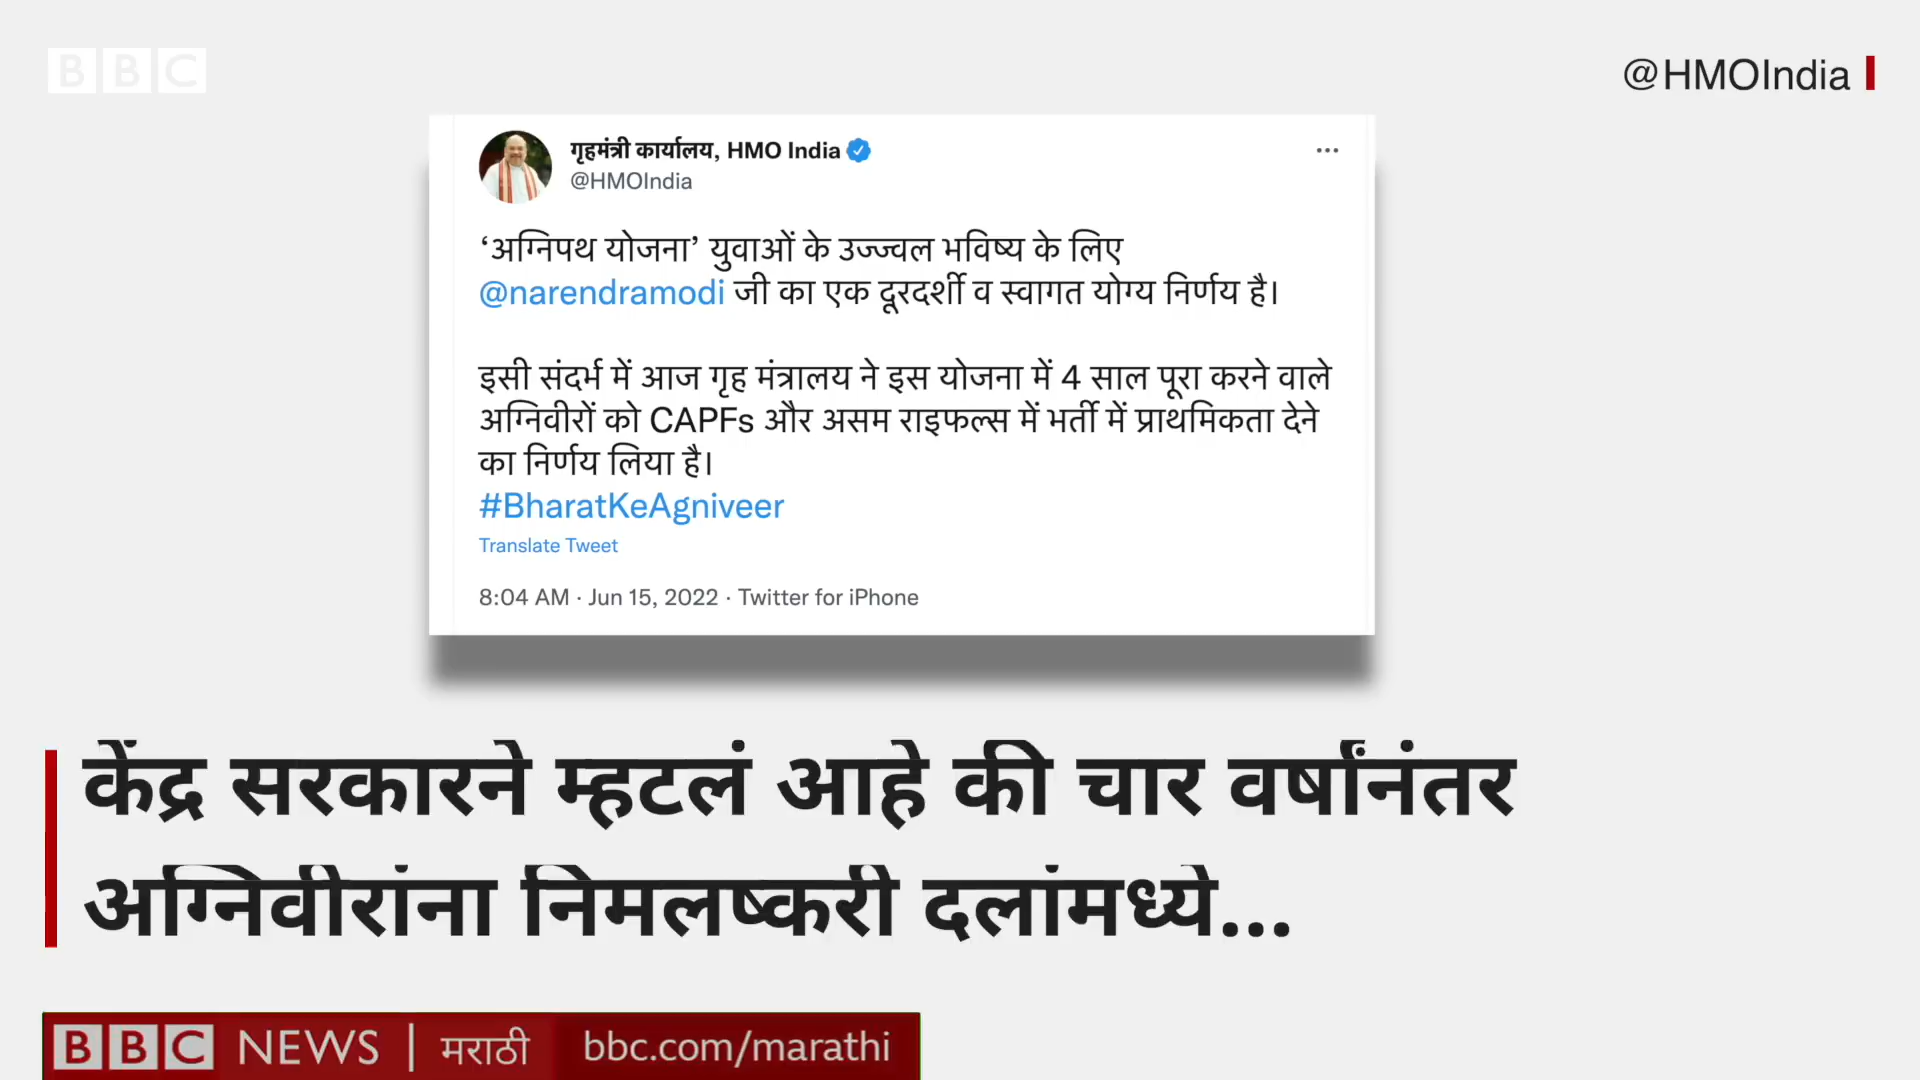 BBC
@HMOIndia
गृहमंत्री कार्यालय, HMO India
@HMOIndia
‘अग्निपथ योजना’ युवाओं के उज्ज्वल भविष्य के लिए
@narendramodi जी का एक दूरदर्शी व स्वागत योग्य निर्णय है।
इसी संदर्भ में आज गृह मंत्रालय ने इस योजना में 4 साल पूरा करने वाले
अग्निवीरों को CAPFs और असम राइफल्स में भर्ती में प्राथमिकता देने
का निर्णय लिया है।
#BharatKeAgniveer
Translate Tweet
8:04 AM · Jun 15, 2022 · Twitter for iPhone
केंद्र सरकारने म्हटलं आहे की चार वर्षांनंतर
अग्निवीरांना निमलष्करी दलांमध्ये...
BBC NEWS | मराठी bbc.com/marathi